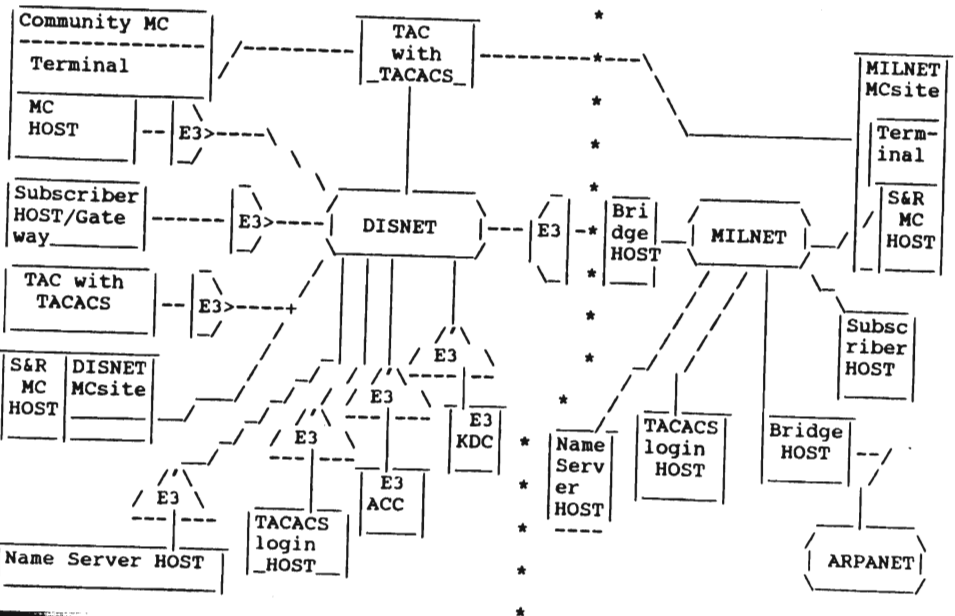 Community MC
Terminal
MC
HOST
E3>
Subscriber
HOST/Gate
way
E3>
TAC with
TACACS
E3>
S&R
MC
HOST
DISNET
MCsite
TAC
with
_TACACS_
DISNET
E3
Bri
dge
HOST
MILNET
MILNET
MCsite
Term-
inal
S&R
MC
HOST
Subsc
riber
HOST
E3
E3
KDC
E3
E3
ACC
E3
TACACS
login
_HOST_
E3
Name Server HOST
Name
Serv
er
HOST
TACACS
login
HOST
Bridge
HOST
ARPANET